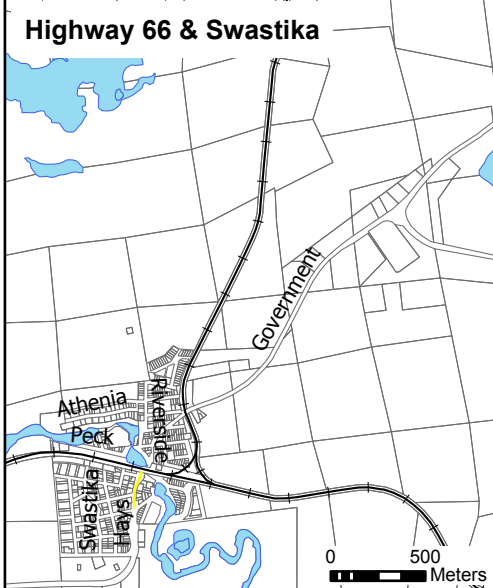 Highway 66 & Swastika
Government
Athenia
Riverside
Peck
Swastika
Hays
0 500
Meters